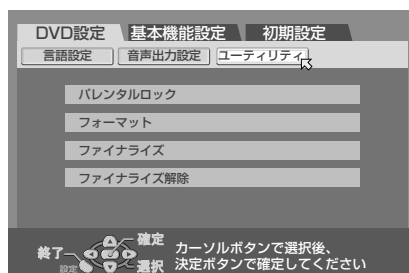 DVD設定 基本機能設定 初期設定
言語設定 音声出力設定 ユーティリティ
パレンタルロック
フォーマット
ファイナライズ
ファイナライズ解除
確定
終了
設定 選択
カーソルボタンで選択後、
決定ボタンで確定してください